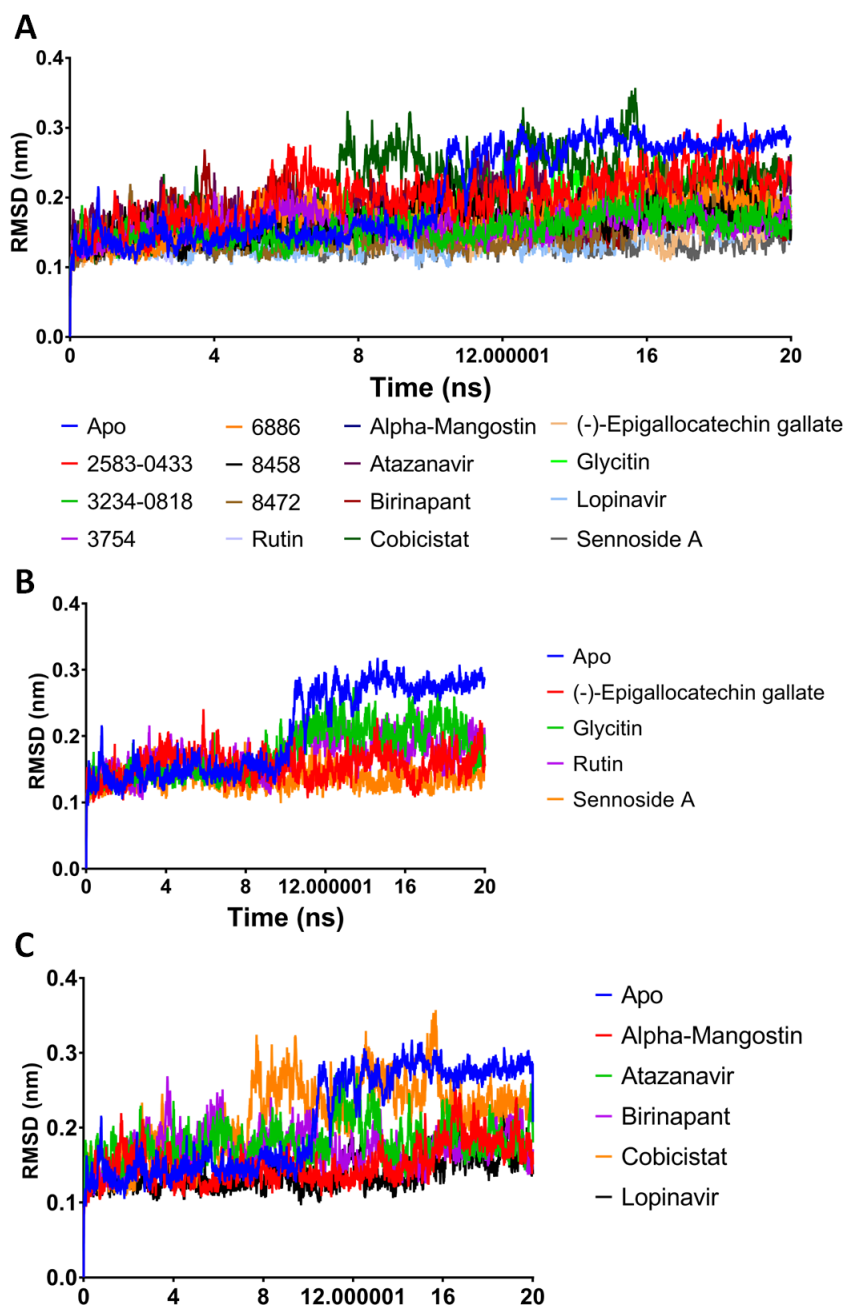 A
0.4
0.3
0.2
0.1
0.0
RMSD (nm)
0 4 8 12.000001 16 20
Time (ns)
Apo 6886 Alpha-Mangostin (-)-Epigallocatechin gallate
2583-0433 8458 Atazanavir Glycitin
3234-0818 8472 Birinapant Lopinavir
3754 Rutin Cobicistat Sennoside A
B
0.4
0.3
0.2
0.1
0.0
RMSD (nm)
0 4 8 12.000001 16 20
Time (ns)
Apo
(-)-Epigallocatechin gallate
Glycitin
Rutin
Sennoside A
C
0.4
0.3
0.2
0.1
0.0
RMSD (nm)
0 4 8 12.000001 16 20
Apo
Alpha-Mangostin
Atazanavir
Birinapant
Cobicistat
Lopinavir